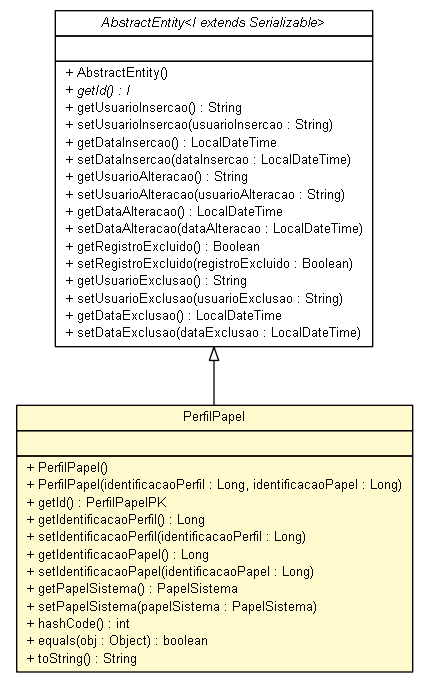 AbstractEntity<I extends Serializable>
+ AbstractEntity()
+ getId() : I
+ getUsuarioInsercao() : String
+ setUsuarioInsercao(usuarioInsercao : String)
+ getDataInsercao() : LocalDateTime
+ setDataInsercao(dataInsercao : LocalDateTime)
+ getUsuarioAlteracao() : String
+ setUsuarioAlteracao(usuarioAlteracao : String)
+ getDataAlteracao() : LocalDateTime
+ setDataAlteracao(dataAlteracao : LocalDateTime)
+ getRegistroExcluido() : Boolean
+ setRegistroExcluido(registroExcluido : Boolean)
+ getUsuarioExclusao() : String
+ setUsuarioExclusao(usuarioExclusao : String)
+ getDataExclusao() : LocalDateTime
+ setDataExclusao(dataExclusao : LocalDateTime)
PerfilPapel
+ PerfilPapel()
+ PerfilPapel(identificacaoPerfil : Long, identificacaoPapel : Long)
+ getId() : PerfilPapelPK
+ getIdentificacaoPerfil() : Long
+ setIdentificacaoPerfil(identificacaoPerfil : Long)
+ getIdentificacaoPapel() : Long
+ setIdentificacaoPapel(identificacaoPapel : Long)
+ getPapelSistema() : PapelSistema
+ setPapelSistema(papelSistema : PapelSistema)
+ hashCode() : int
+ equals(obj : Object) : boolean
+ toString() : String